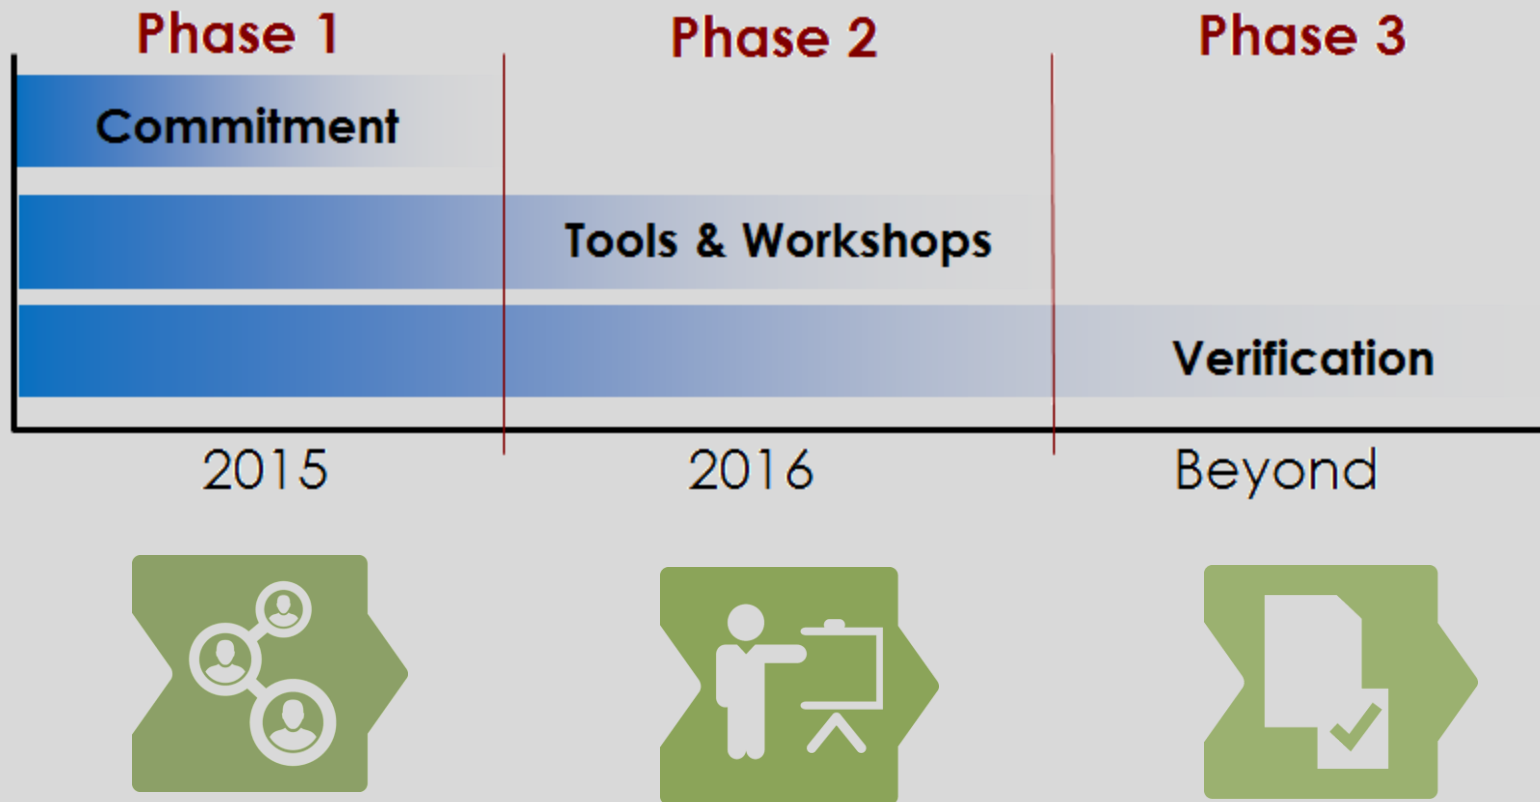 Phase 1
Phase 2
Phase 3
Commitment
Tools & Workshops
Verification
2015
2016
Beyond